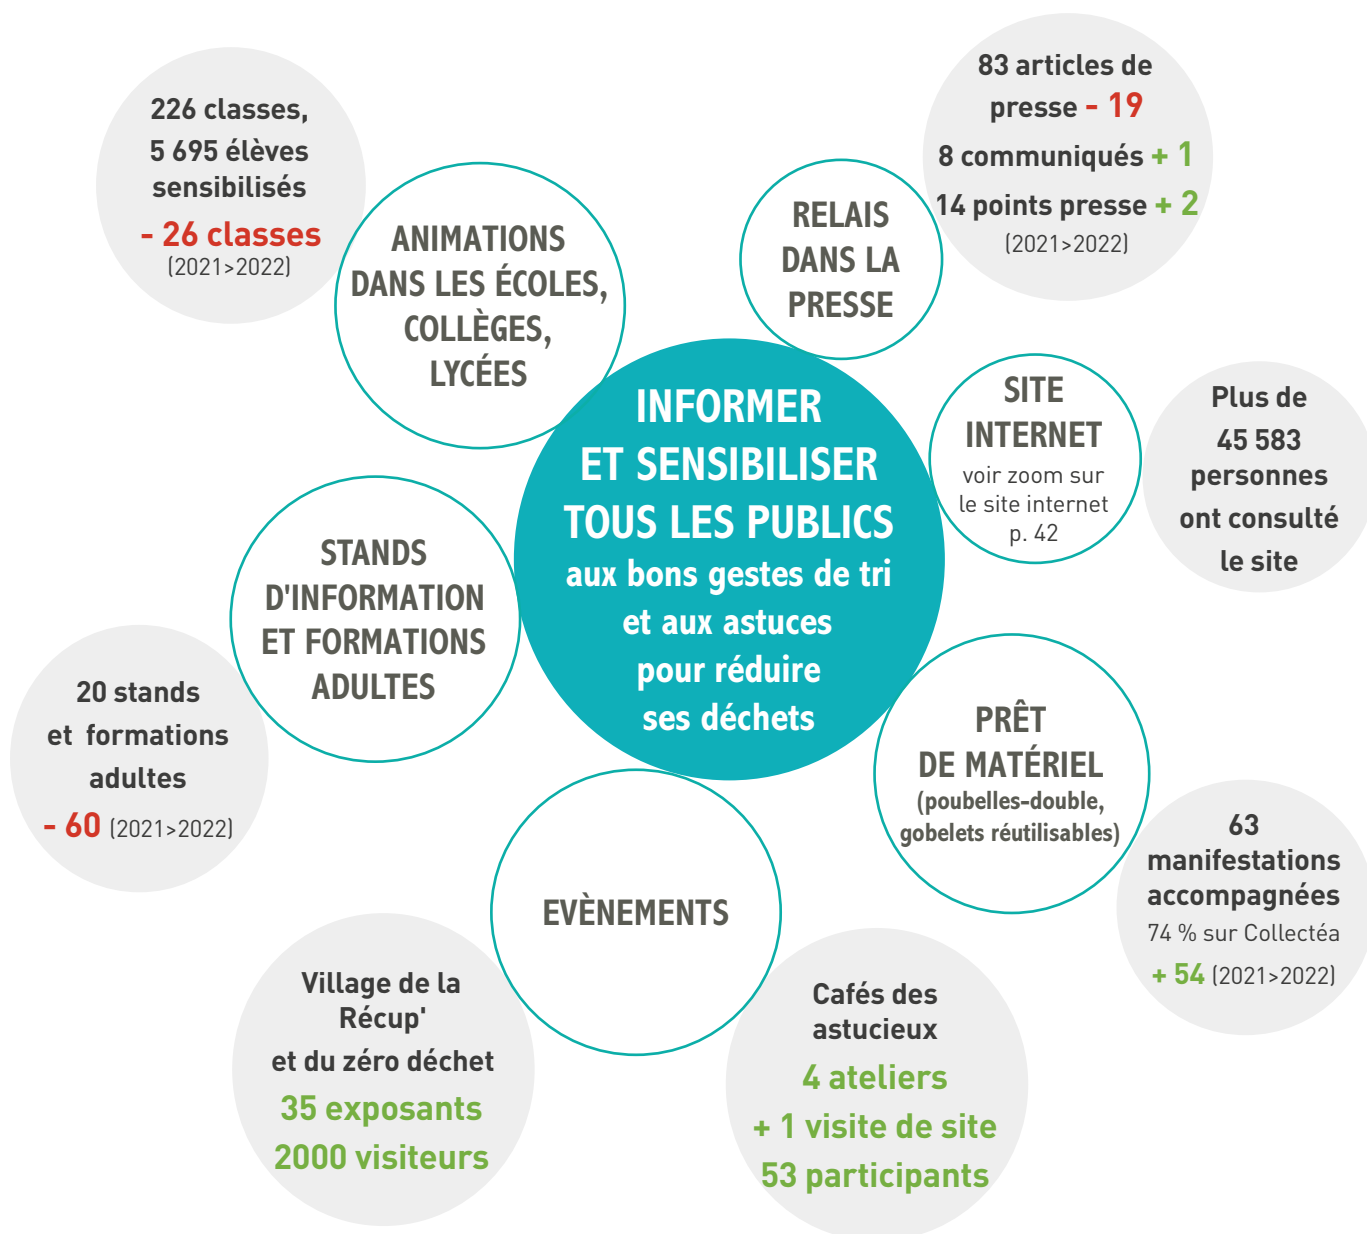 226 classes,
5 695 élèves
sensibilisés
- 26 classes
(2021>2022)
ANIMATIONS
DANS LES ÉCOLES,
COLLÈGES,
LYCÉES
RELAIS
DANS LA
PRESSE
83 articles de
presse - 19
8 communiqués + 1
14 points presse + 2
(2021>2022)
INFORMER
ET SENSIBILISER
TOUS LES PUBLICS
aux bons gestes de tri
et aux astuces
pour réduire
ses déchets
SITE
INTERNET
voir zoom sur
le site internet
p. 42
Plus de
45 583
personnes
ont consulté
le site
STANDS
D'INFORMATION
ET FORMATIONS
ADULTES
20 stands
et formations
adultes
- 60 (2021>2022)
PRÊT
DE MATÉRIEL
(poubelles-double,
gobelets réutilisables)
63
manifestations
accompagnées
74 % sur Collectéa
+ 54 (2021>2022)
EVÈNEMENTS
Village de la
Récup'
et du zéro déchet
35 exposants
2000 visiteurs
Cafés des
astucieux
4 ateliers
+ 1 visite de site
53 participants